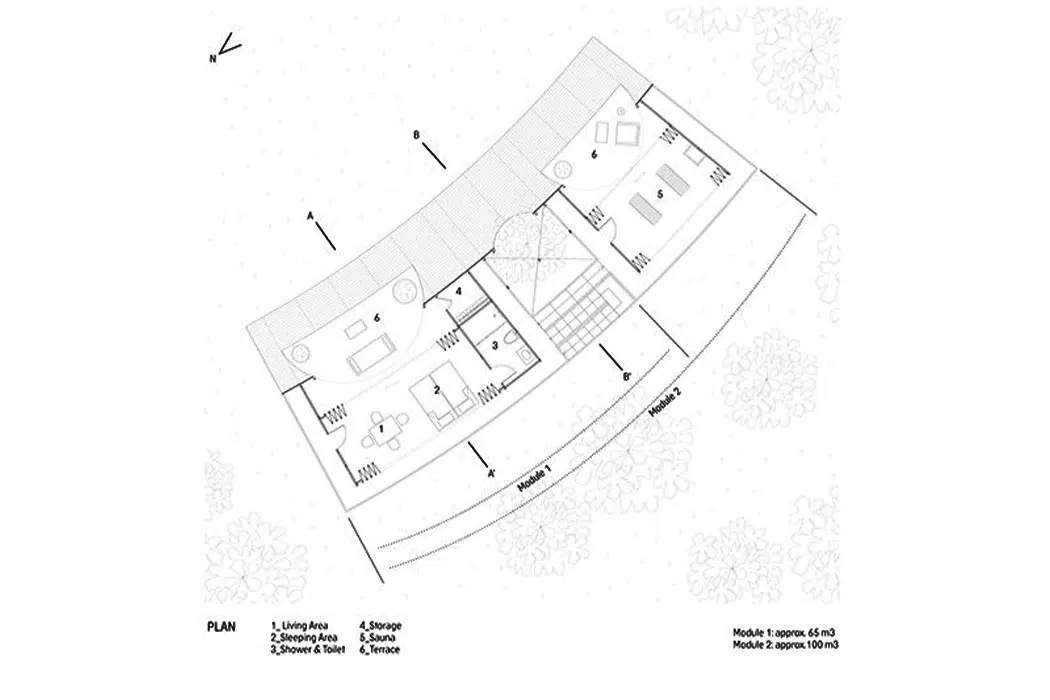 N
B
A
6
5
6
4
3
2
1
B'
A'
Module 2
Module 1
PLAN
1_ Living Area
2_Sleeping Area
3_Shower & Toilet
4_Storage
5_Sauna
6_Terrace
Module 1: approx. 65 m3
Module 2: approx.100 m3